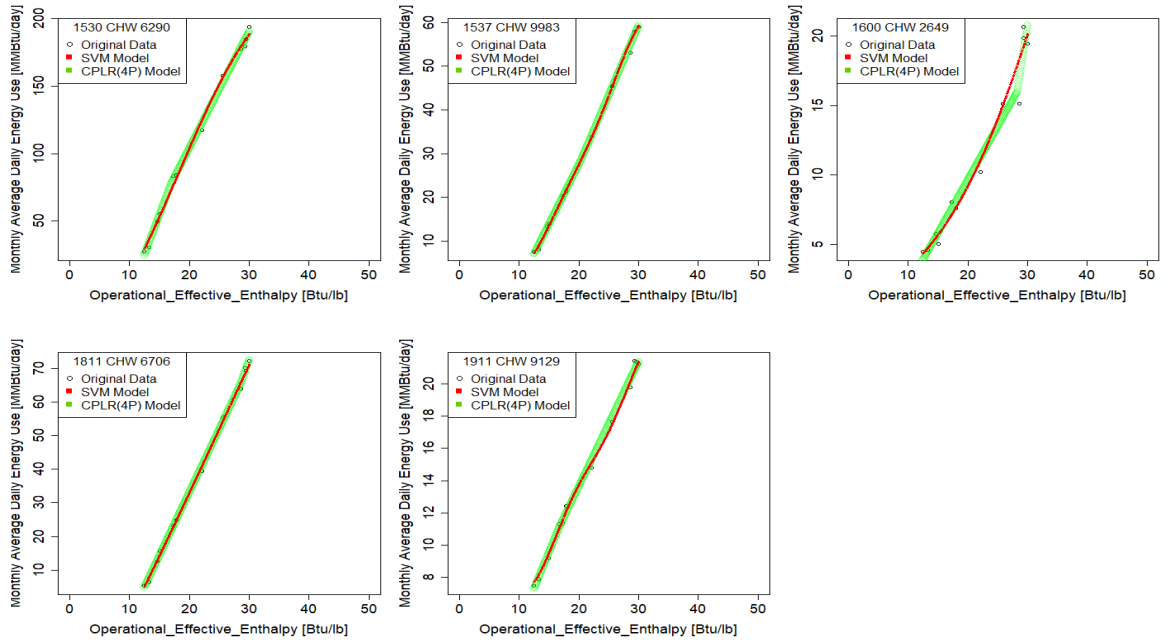 1530 CHW 6290
Original Data
SVM Model
CPLR(4P) Model
Monthly Average Daily Energy Use [MMBtu/day]
50 100 150 200
0 10 20 30 40 50
Operational_Effective_Enthalpy [Btu/lb]
1537 CHW 9983
Original Data
SVM Model
CPLR(4P) Model
Monthly Average Daily Energy Use [MMBtu/day]
10 20 30 40 50 60
0 10 20 30 40 50
Operational_Effective_Enthalpy [Btu/lb]
1600 CHW 2649
Original Data
SVM Model
CPLR(4P) Model
Monthly Average Daily Energy Use [MMBtu/day]
5 10 15 20
0 10 20 30 40 50
Operational_Effective_Enthalpy [Btu/lb]
1811 CHW 6706
Original Data
SVM Model
CPLR(4P) Model
Monthly Average Daily Energy Use [MMBtu/day]
10 20 30 40 50 60 70
0 10 20 30 40 50
Operational_Effective_Enthalpy [Btu/lb]
1911 CHW 9129
Original Data
SVM Model
CPLR(4P) Model
Monthly Average Daily Energy Use [MMBtu/day]
8 10 12 14 16 18 20
0 10 20 30 40 50
Operational_Effective_Enthalpy [Btu/lb]